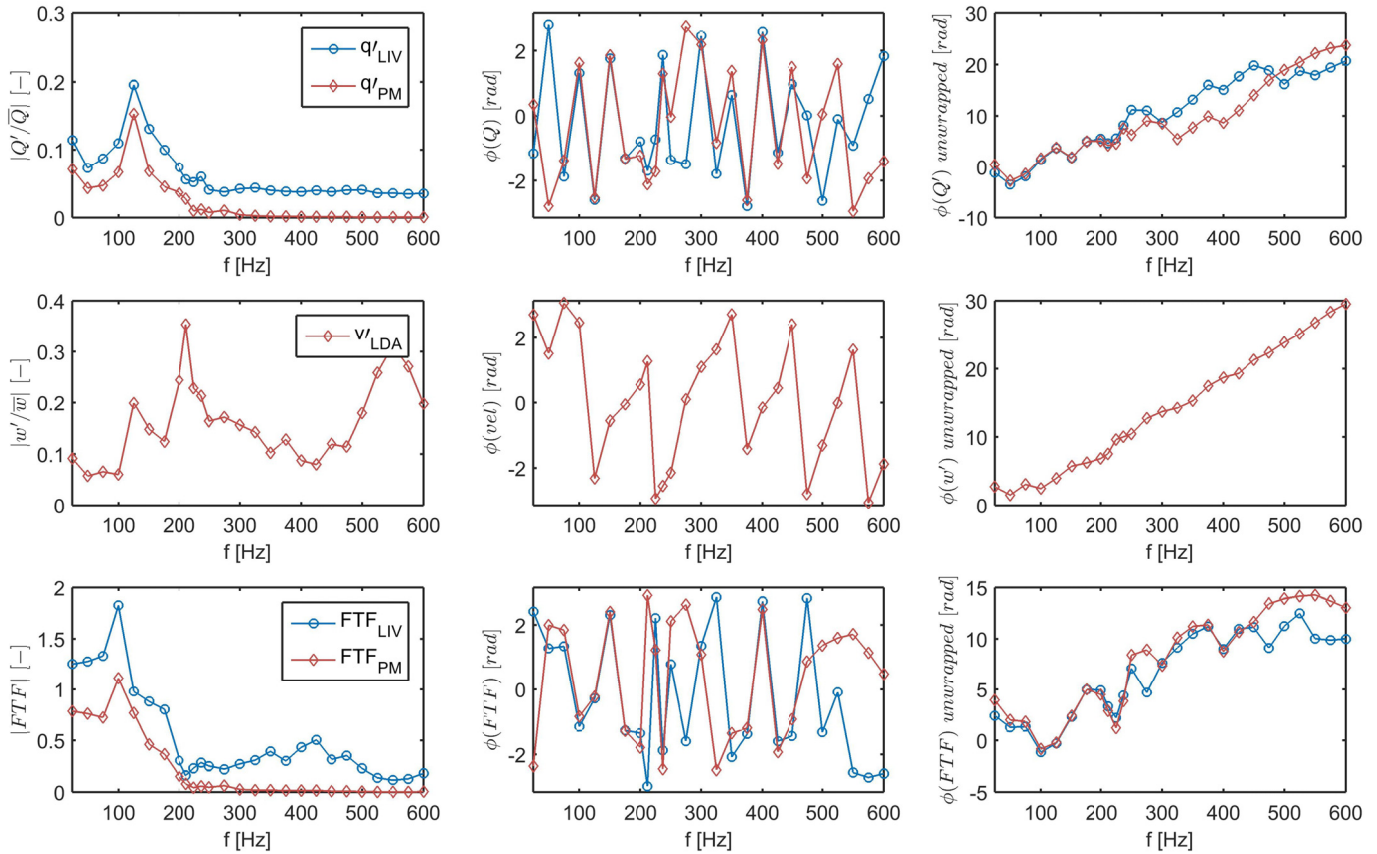 |Q′/Q̅| [−]
0.3
0.2
0.1
0
q′LIV
q′PM
100 200 300 400 500 600
f [Hz]
ϕ(Q) [rad]
2
0
-2
100 200 300 400 500 600
f [Hz]
ϕ(Q′) unwrapped [rad]
30
20
10
0
-10
100 200 300 400 500 600
f [Hz]
|w′/w̅| [−]
0.4
0.3
0.2
0.1
0
v′LDA
100 200 300 400 500 600
f [Hz]
ϕ(vel) [rad]
2
0
-2
100 200 300 400 500 600
f [Hz]
ϕ(w′) unwrapped [rad]
30
20
10
0
100 200 300 400 500 600
f [Hz]
|FTF| [−]
2
1.5
1
0.5
0
FTFLIV
FTFPM
100 200 300 400 500 600
f [Hz]
ϕ(FTF) [rad]
2
0
-2
100 200 300 400 500 600
f [Hz]
ϕ(FTF) unwrapped [rad]
15
10
5
0
-5
100 200 300 400 500 600
f [Hz]